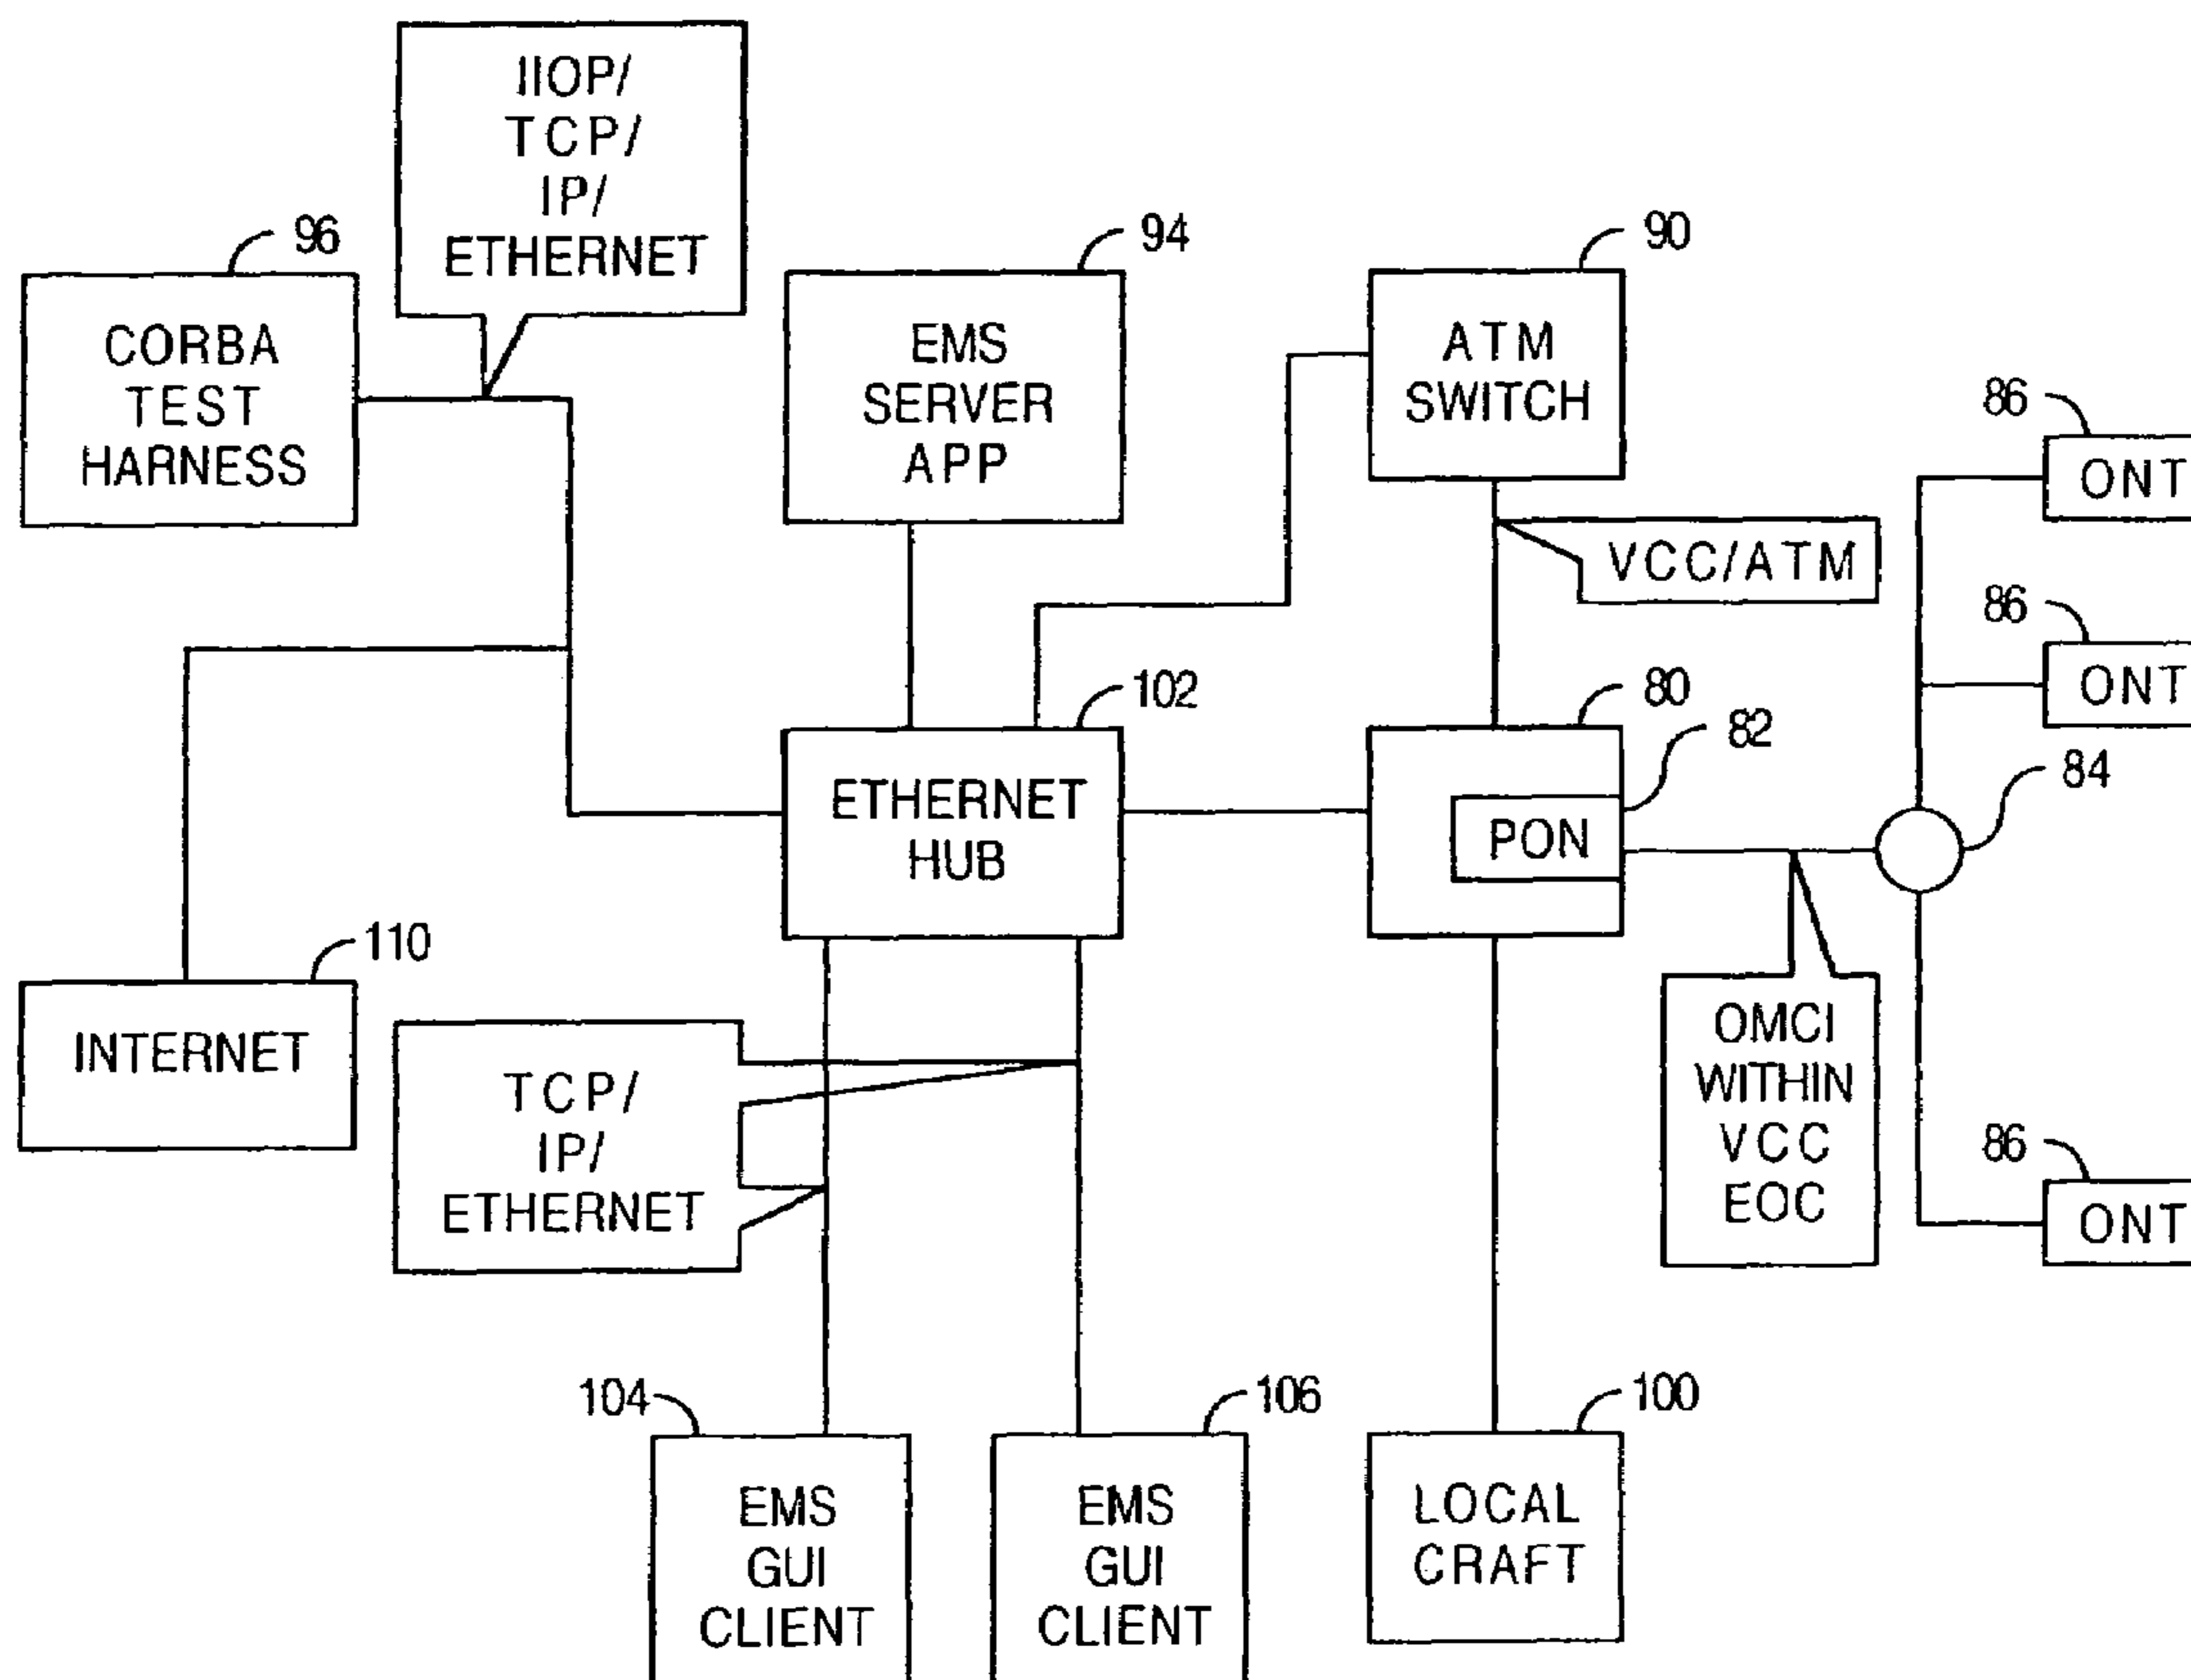 IIOP/
TCP/
IP/
ETHERNET
96
94
90
CORBA
TEST
HARNESS
EMS
SERVER
APP
ATM
SWITCH
86
ONT
VCC/ATM
86
ONT
102
80
82
84
ETHERNET
HUB
PON
110
INTERNET
TCP/
IP/
ETHERNET
OMCI
WITHIN
VCC
EOC
86
ONT
104
106
100
EMS
GUI
CLIENT
EMS
GUI
CLIENT
LOCAL
CRAFT